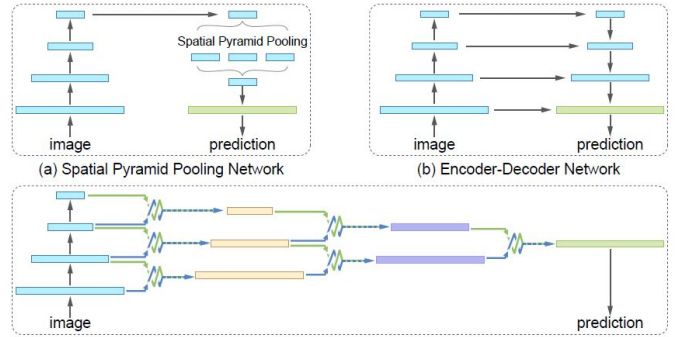 Spatial Pyramid Pooling
image prediction
(a) Spatial Pyramid Pooling Network
image prediction
(b) Encoder-Decoder Network
image prediction